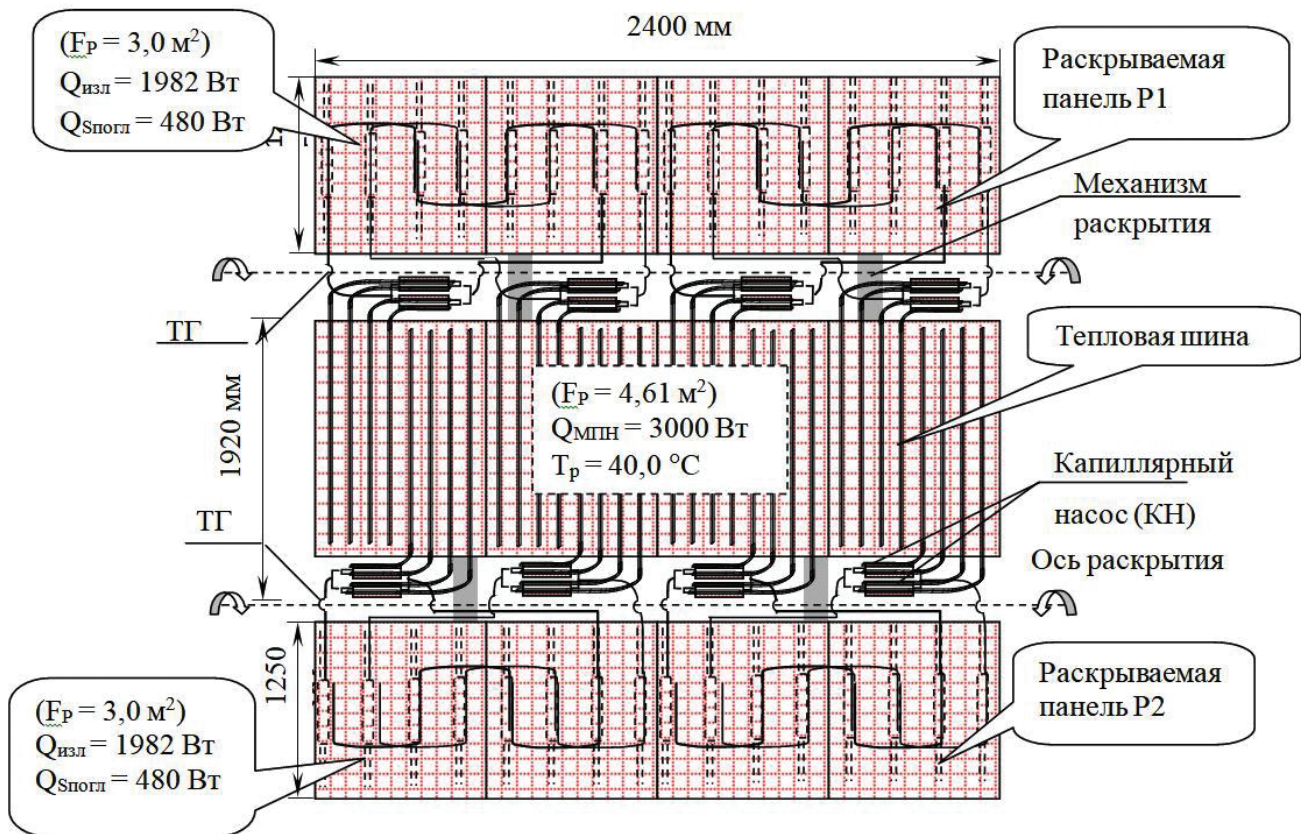 (Fр = 3,0 м²)
Qизл = 1982 Вт
QSпогл = 480 Вт
2400 мм
Раскрываемая
панель Р1
Механизм
раскрытия
ТГ
Тепловая шина
(Fр = 4,61 м²)
QМПН = 3000 Вт
Тр = 40,0 °С
1920 мм
Капиллярный
насос (КН)
ТГ
Ось раскрытия
1250
Раскрываемая
панель Р2
(Fр = 3,0 м²)
Qизл = 1982 Вт
QSпогл = 480 Вт